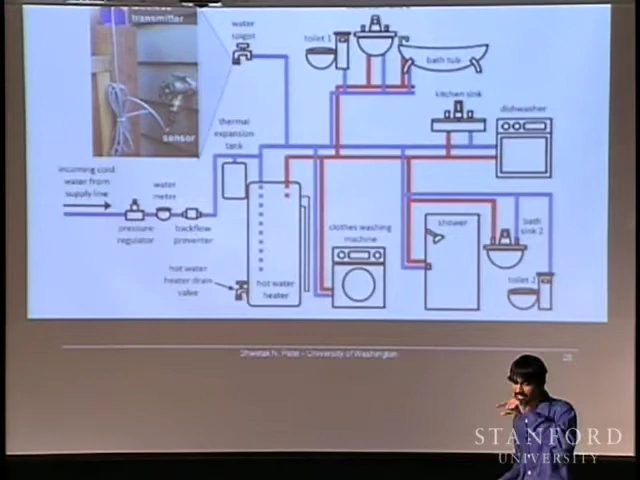 transmitter
sensor
water
spigot
toilet 1
bath tub
kitchen sink
dishwasher
thermal
expansion
tank
incoming cold
water from
supply line
water
meter
pressure
regulator
backflow
preventer
hot water
heater drain
valve
hot water
heater
clothes washing
machine
shower
bath
sink 2
toilet 2
Shwetak N. Patel - University of Washington
28
STANFORD
UNIVERSITY